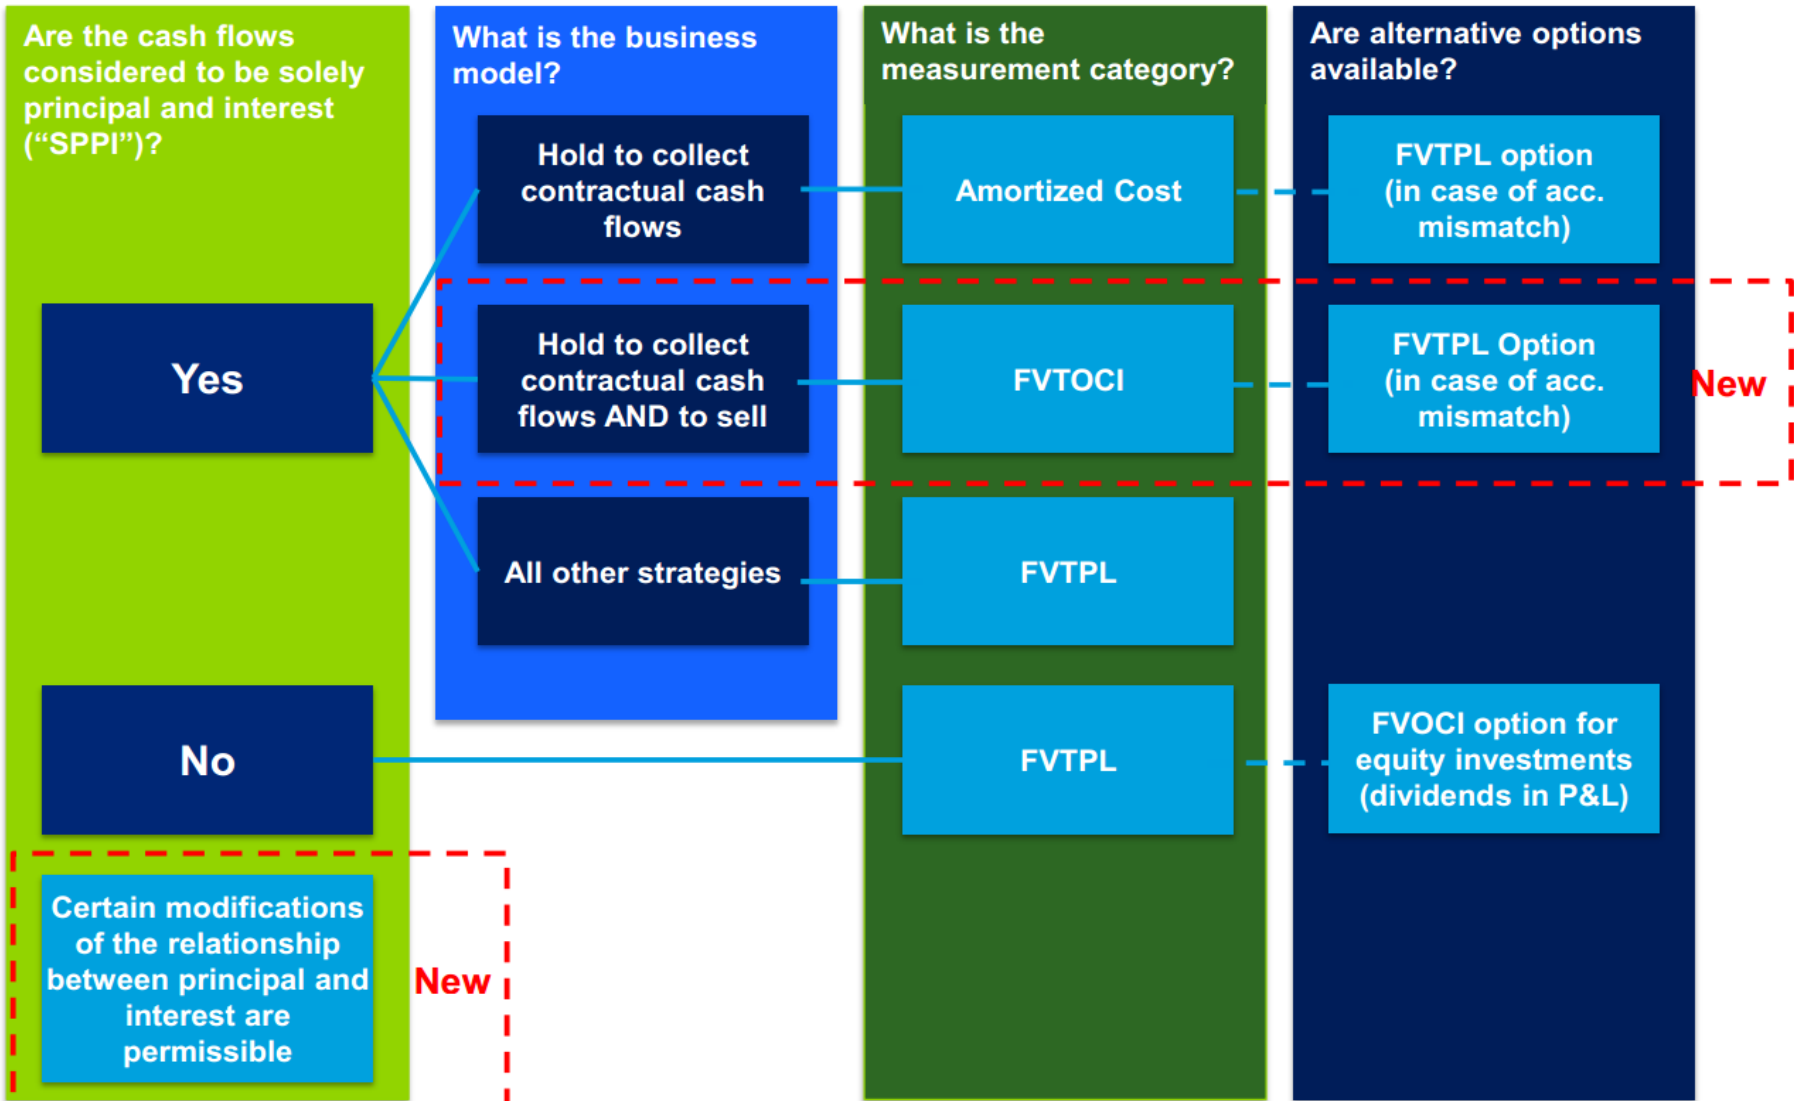 Are the cash flows
considered to be solely
principal and interest
(“SPPI”)?
What is the business
model?
What is the
measurement category?
Are alternative options
available?
Hold to collect
contractual cash
flows
Amortized Cost
FVTPL option
(in case of acc.
mismatch)
Yes
Hold to collect
contractual cash
flows AND to sell
FVTOCI
FVTPL Option
(in case of acc.
mismatch)
New
All other strategies
FVTPL
No
FVTPL
FVOCI option for
equity investments
(dividends in P&L)
Certain modifications
of the relationship
between principal and
interest are
permissible
New